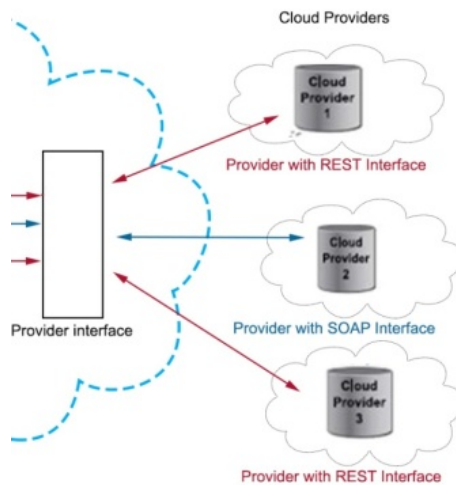 Cloud Providers
Cloud
Provider
1
Provider with REST Interface
Cloud
Provider
2
Provider interface
Provider with SOAP Interface
Cloud
Provider
3
Provider with REST Interface